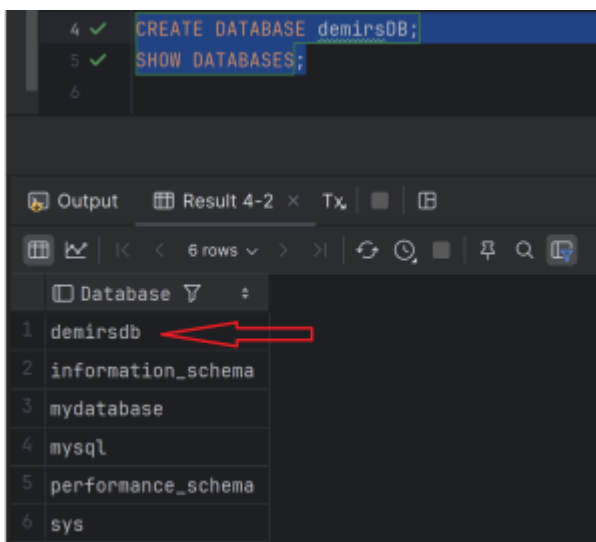 4 CREATE DATABASE demirsDB;
5 SHOW DATABASES;
6
Output Result 4-2 × Tx
6 rows
Database
1 demirsdb
2 information_schema
3 mydatabase
4 mysql
5 performance_schema
6 sys